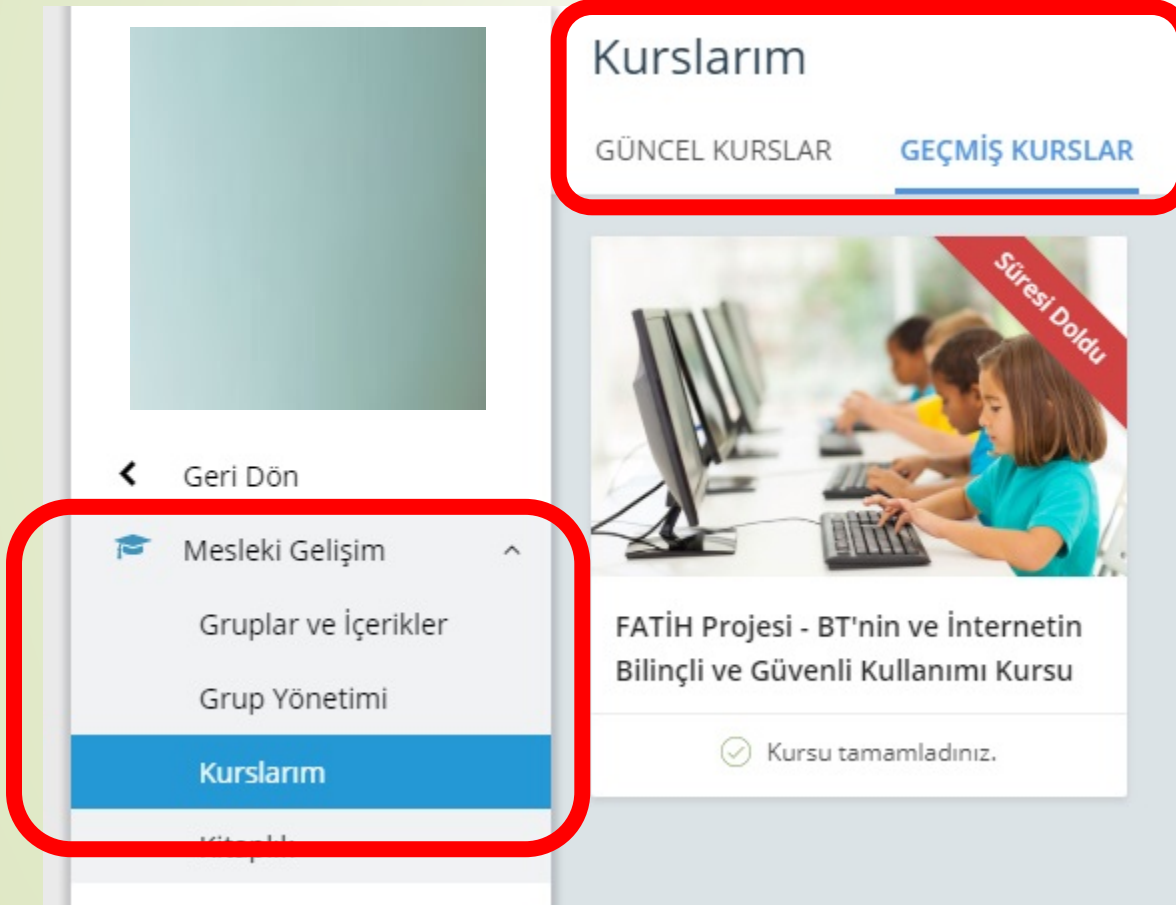 Kurslarım
GÜNCEL KURSLAR GEÇMİŞ KURSLAR
Süresi Doldu
Geri Dön
Mesleki Gelişim
Gruplar ve İçerikler
Grup Yönetimi
Kurslarım
FATİH Projesi - BT'nin ve İnternetin
Bilinçli ve Güvenli Kullanımı Kursu
Kursu tamamladınız.